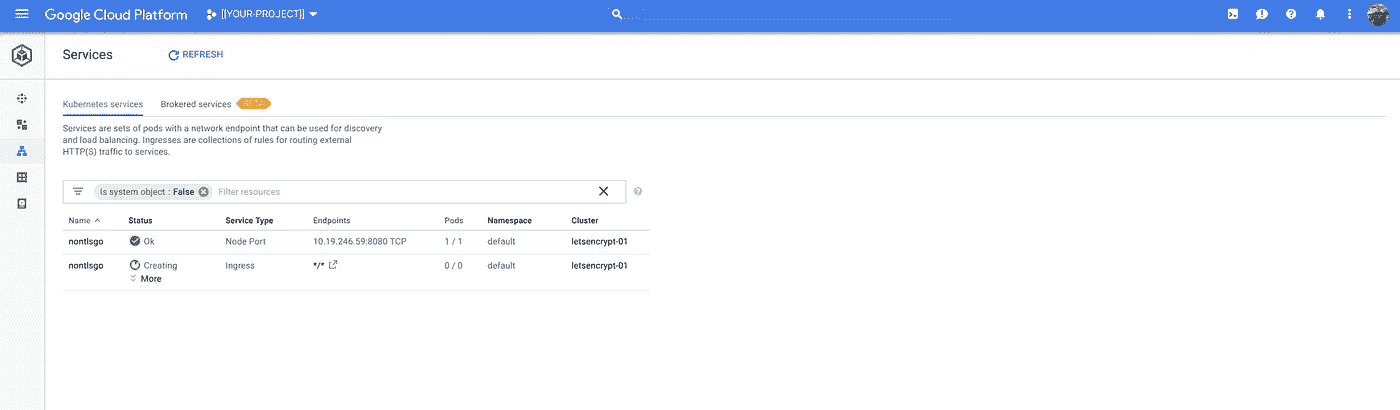 Google Cloud Platform [[YOUR-PROJECT]]
Services REFRESH
Kubernetes services Brokered services
Services are sets of pods with a network endpoint that can be used for discovery
and load balancing. Ingresses are collections of rules for routing external
HTTP(S) traffic to services.
Is system object : False Filter resources
Name Status Service Type Endpoints Pods Namespace Cluster
nontlsgo Ok Node Port 10.19.246.59:8080 TCP 1 / 1 default letsencrypt-01
nontlsgo Creating Ingress */* 0 / 0 default letsencrypt-01
More